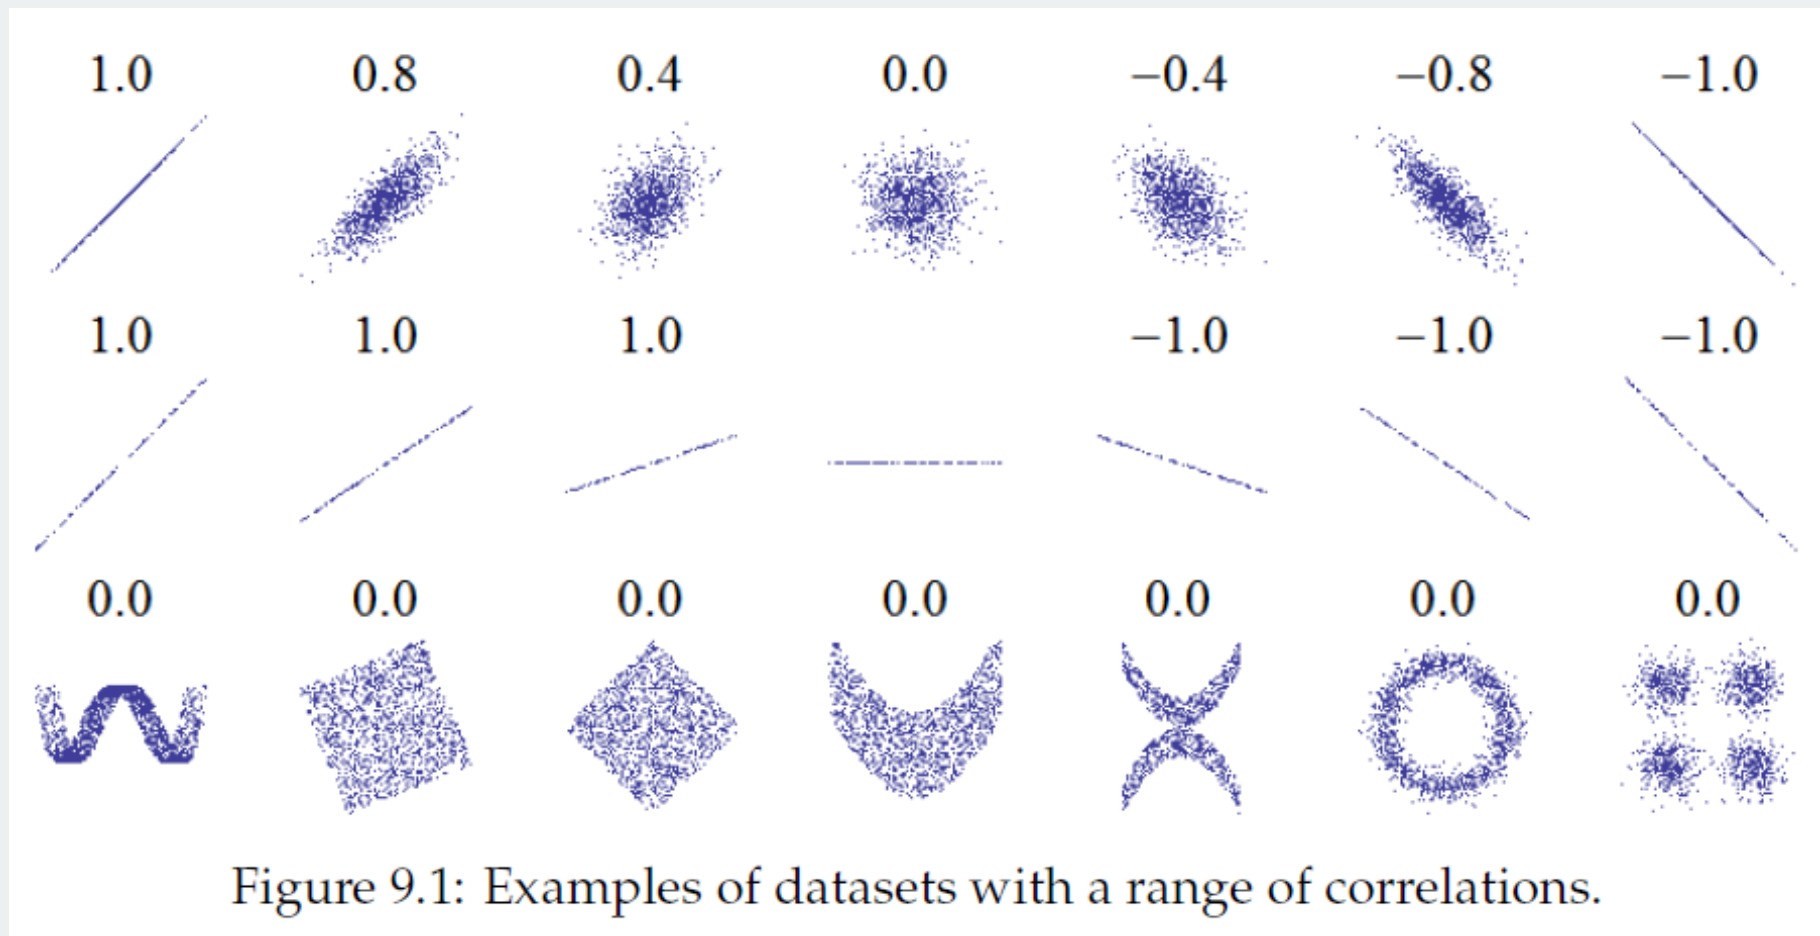 1.0 0.8 0.4 0.0 −0.4 −0.8 −1.0
1.0 1.0 1.0 −1.0 −1.0 −1.0
0.0 0.0 0.0 0.0 0.0 0.0 0.0
Figure 9.1: Examples of datasets with a range of correlations.